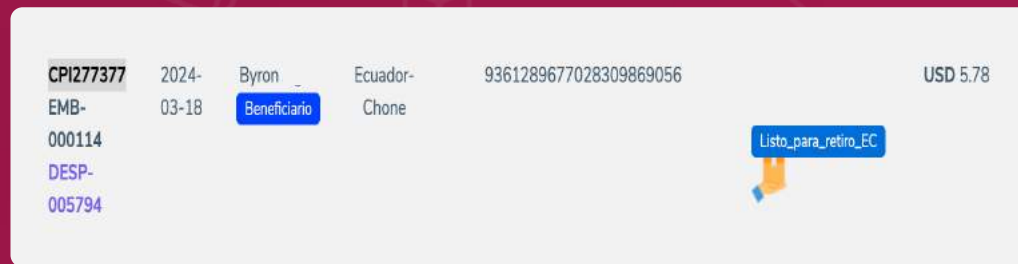 CPI277377 2024- Byron Ecuador- 9361289677028309869056 USD 5.78
EMB- 03-18 Beneficiario Chone
000114 Listo_para_retiro_EC
DESP-
005794